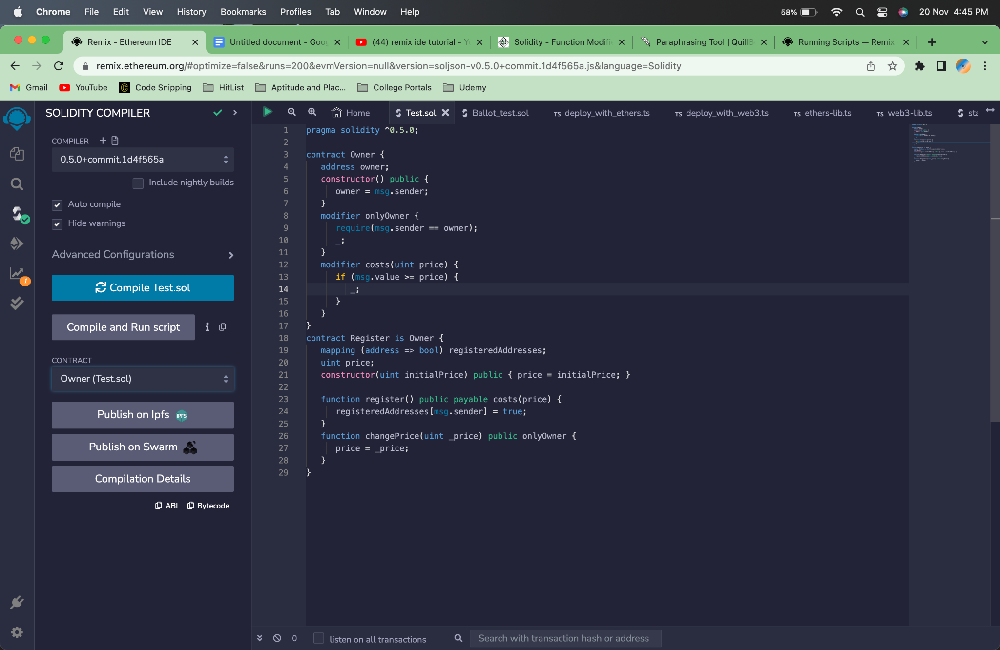 Chrome File Edit View History Bookmarks Profiles Tab Window Help 58% 20 Nov 4:45 PM
Remix - Ethereum IDE Untitled document - Goo (44) remix ide tutorial - Yo Solidity - Function Modifi Paraphrasing Tool | QuillB Running Scripts — Remix
remix.ethereum.org/#optimize=false&runs=200&evmVersion=null&version=soljson-v0.5.0+commit.1d4f565a.js&language=Solidity
Gmail YouTube Code Snipping HitList Aptitude and Plac... College Portals Udemy
SOLIDITY COMPILER
COMPILER
0.5.0+commit.1d4f565a
Include nightly builds
Auto compile
Hide warnings
Advanced Configurations
Compile Test.sol
1
Compile and Run script
CONTRACT
Owner (Test.sol)
Publish on Ipfs IPFS
Publish on Swarm
Compilation Details
ABI Bytecode
Home Test.sol Ballot_test.sol TS deploy_with_ethers.ts TS deploy_with_web3.ts TS ethers-lib.ts TS web3-lib.ts
1 pragma solidity ^0.5.0;
2
3 contract Owner {
4 address owner;
5 constructor() public {
6 owner = msg.sender;
7 }
8 modifier onlyOwner {
9 require(msg.sender == owner);
10 _;
11 }
12 modifier costs(uint price) {
13 if (msg.value >= price) {
14 _;
15 }
16 }
17 }
18 contract Register is Owner {
19 mapping (address => bool) registeredAddresses;
20 uint price;
21 constructor(uint initialPrice) public { price = initialPrice; }
22
23 function register() public payable costs(price) {
24 registeredAddresses[msg.sender] = true;
25 }
26 function changePrice(uint _price) public onlyOwner {
27 price = _price;
28 }
29 }
0 listen on all transactions Search with transaction hash or address